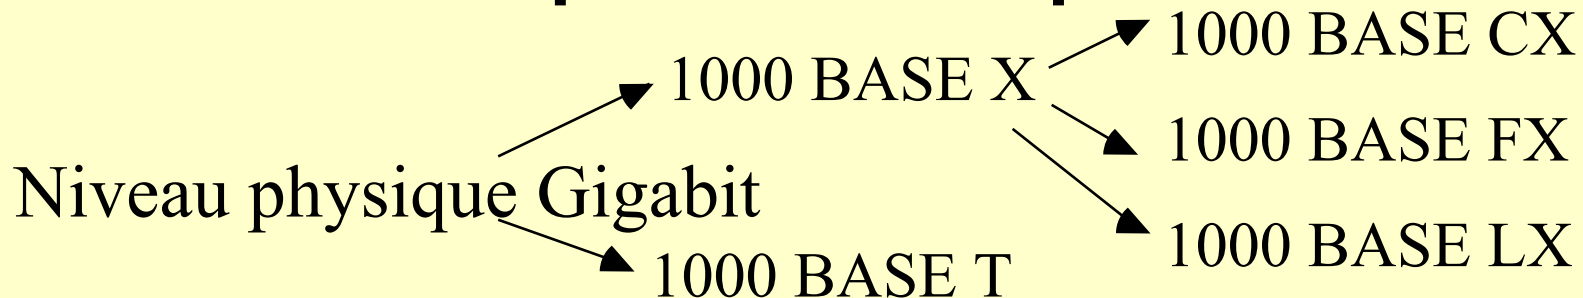 1000 BASE CX
1000 BASE X
1000 BASE FX
Niveau physique Gigabit
1000 BASE LX
1000 BASE T